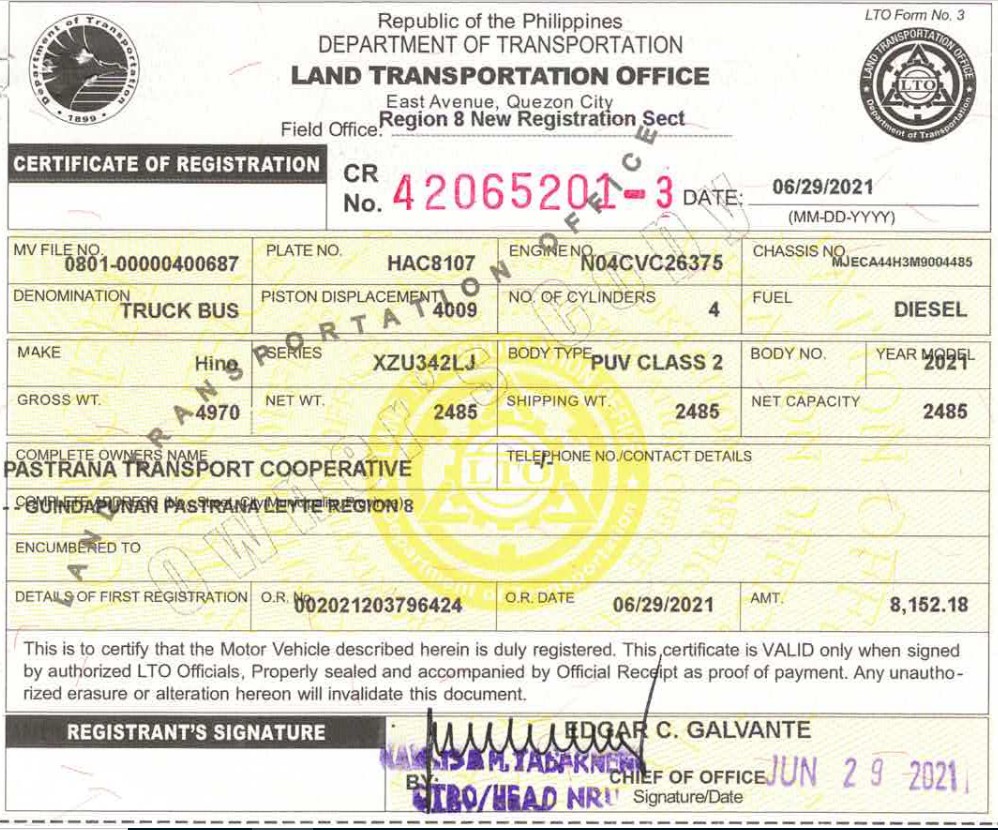 Republic of the Philippines
LTO Form No. 3
DEPARTMENT OF TRANSPORTATION
LAND TRANSPORTATION OFFICE
East Avenue, Quezon City
Field Office: Region 8 New Registration Sect
Department of Transportation
1899
LAND TRANSPORTATION OFFICE
LTO
Department of Transportation
CERTIFICATE OF REGISTRATION
CR No. 42065201-3 DATE: 06/29/2021
(MM-DD-YYYY)
MV FILE NO. 0801-00000400687 PLATE NO. HAC8107 ENGINE NO. N04CVC26375 CHASSIS NO. MJECA44H3M9004485
DENOMINATION TRUCK BUS PISTON DISPLACEMENT 4009 NO. OF CYLINDERS 4 FUEL DIESEL
MAKE Hino SERIES XZU342LJ BODY TYPE PUV CLASS 2 BODY NO. YEAR MODEL 2021
GROSS WT. 4970 NET WT. 2485 SHIPPING WT. 2485 NET CAPACITY 2485
COMPLETE OWNERS NAME TELEPHONE NO./CONTACT DETAILS
PASTRANA TRANSPORT COOPERATIVE -/-
COMPLETE ADDRESS (No., Street, City/Municipality, Province)
-- GUINDAPUNAN PASTRANA LEYTE REGION 8
ENCUMBERED TO
DETAILS OF FIRST REGISTRATION O.R. No. 002021203796424 O.R. DATE 06/29/2021 AMT. 8,152.18
LAND TRANSPORTATION OFFICE
Owner's Copy
LTO
This is to certify that the Motor Vehicle described herein is duly registered. This certificate is VALID only when signed
by authorized LTO Officials, Properly sealed and accompanied by Official Receipt as proof of payment. Any unautho-
rized erasure or alteration hereon will invalidate this document.
REGISTRANT'S SIGNATURE
EDGAR C. GALVANTE
BY:
CHIEF OF OFFICE JUN 29 2021
/HEAD NRU
Signature/Date